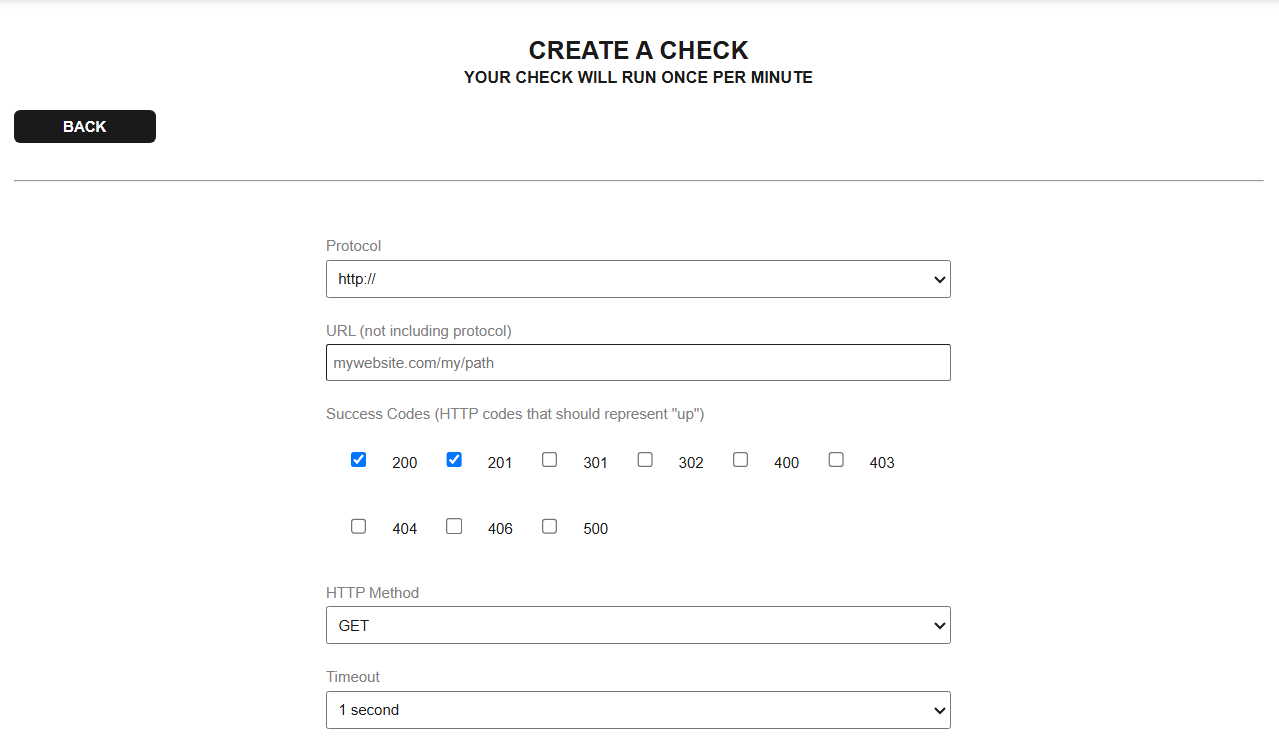 CREATE A CHECK
YOUR CHECK WILL RUN ONCE PER MINUTE
BACK
Protocol
http://
URL (not including protocol)
mywebsite.com/my/path
Success Codes (HTTP codes that should represent "up")
200 201 301 302 400 403
404 406 500
HTTP Method
GET
Timeout
1 second